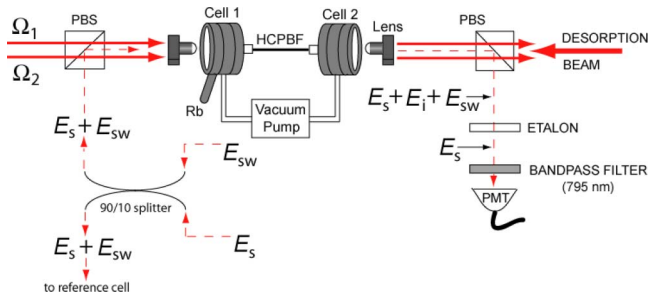 PBS
Cell 1
HCPBF
Cell 2
Lens
PBS
Ω1
Ω2
DESORPTION
BEAM
Rb
Vacuum
Pump
Es + Esw
Esw
90/10 splitter
Es
Es + Esw
to reference cell
Es + Ei + Esw
ETALON
Es
BANDPASS FILTER
(795 nm)
PMT